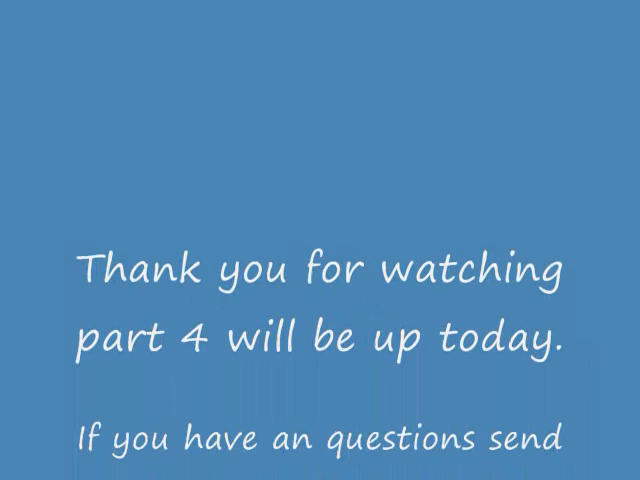 Thank you for watching
part 4 will be up today.
If you have an questions send